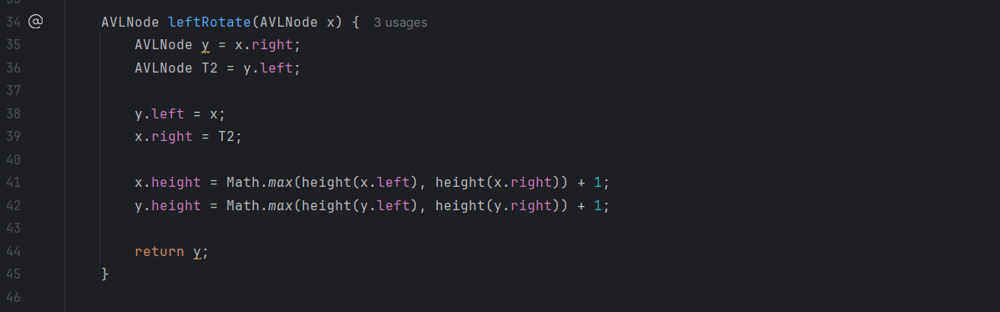 34 @ AVLNode leftRotate(AVLNode x) { 3 usages
35 AVLNode y = x.right;
36 AVLNode T2 = y.left;
37
38 y.left = x;
39 x.right = T2;
40
41 x.height = Math.max(height(x.left), height(x.right)) + 1;
42 y.height = Math.max(height(y.left), height(y.right)) + 1;
43
44 return y;
45 }
46